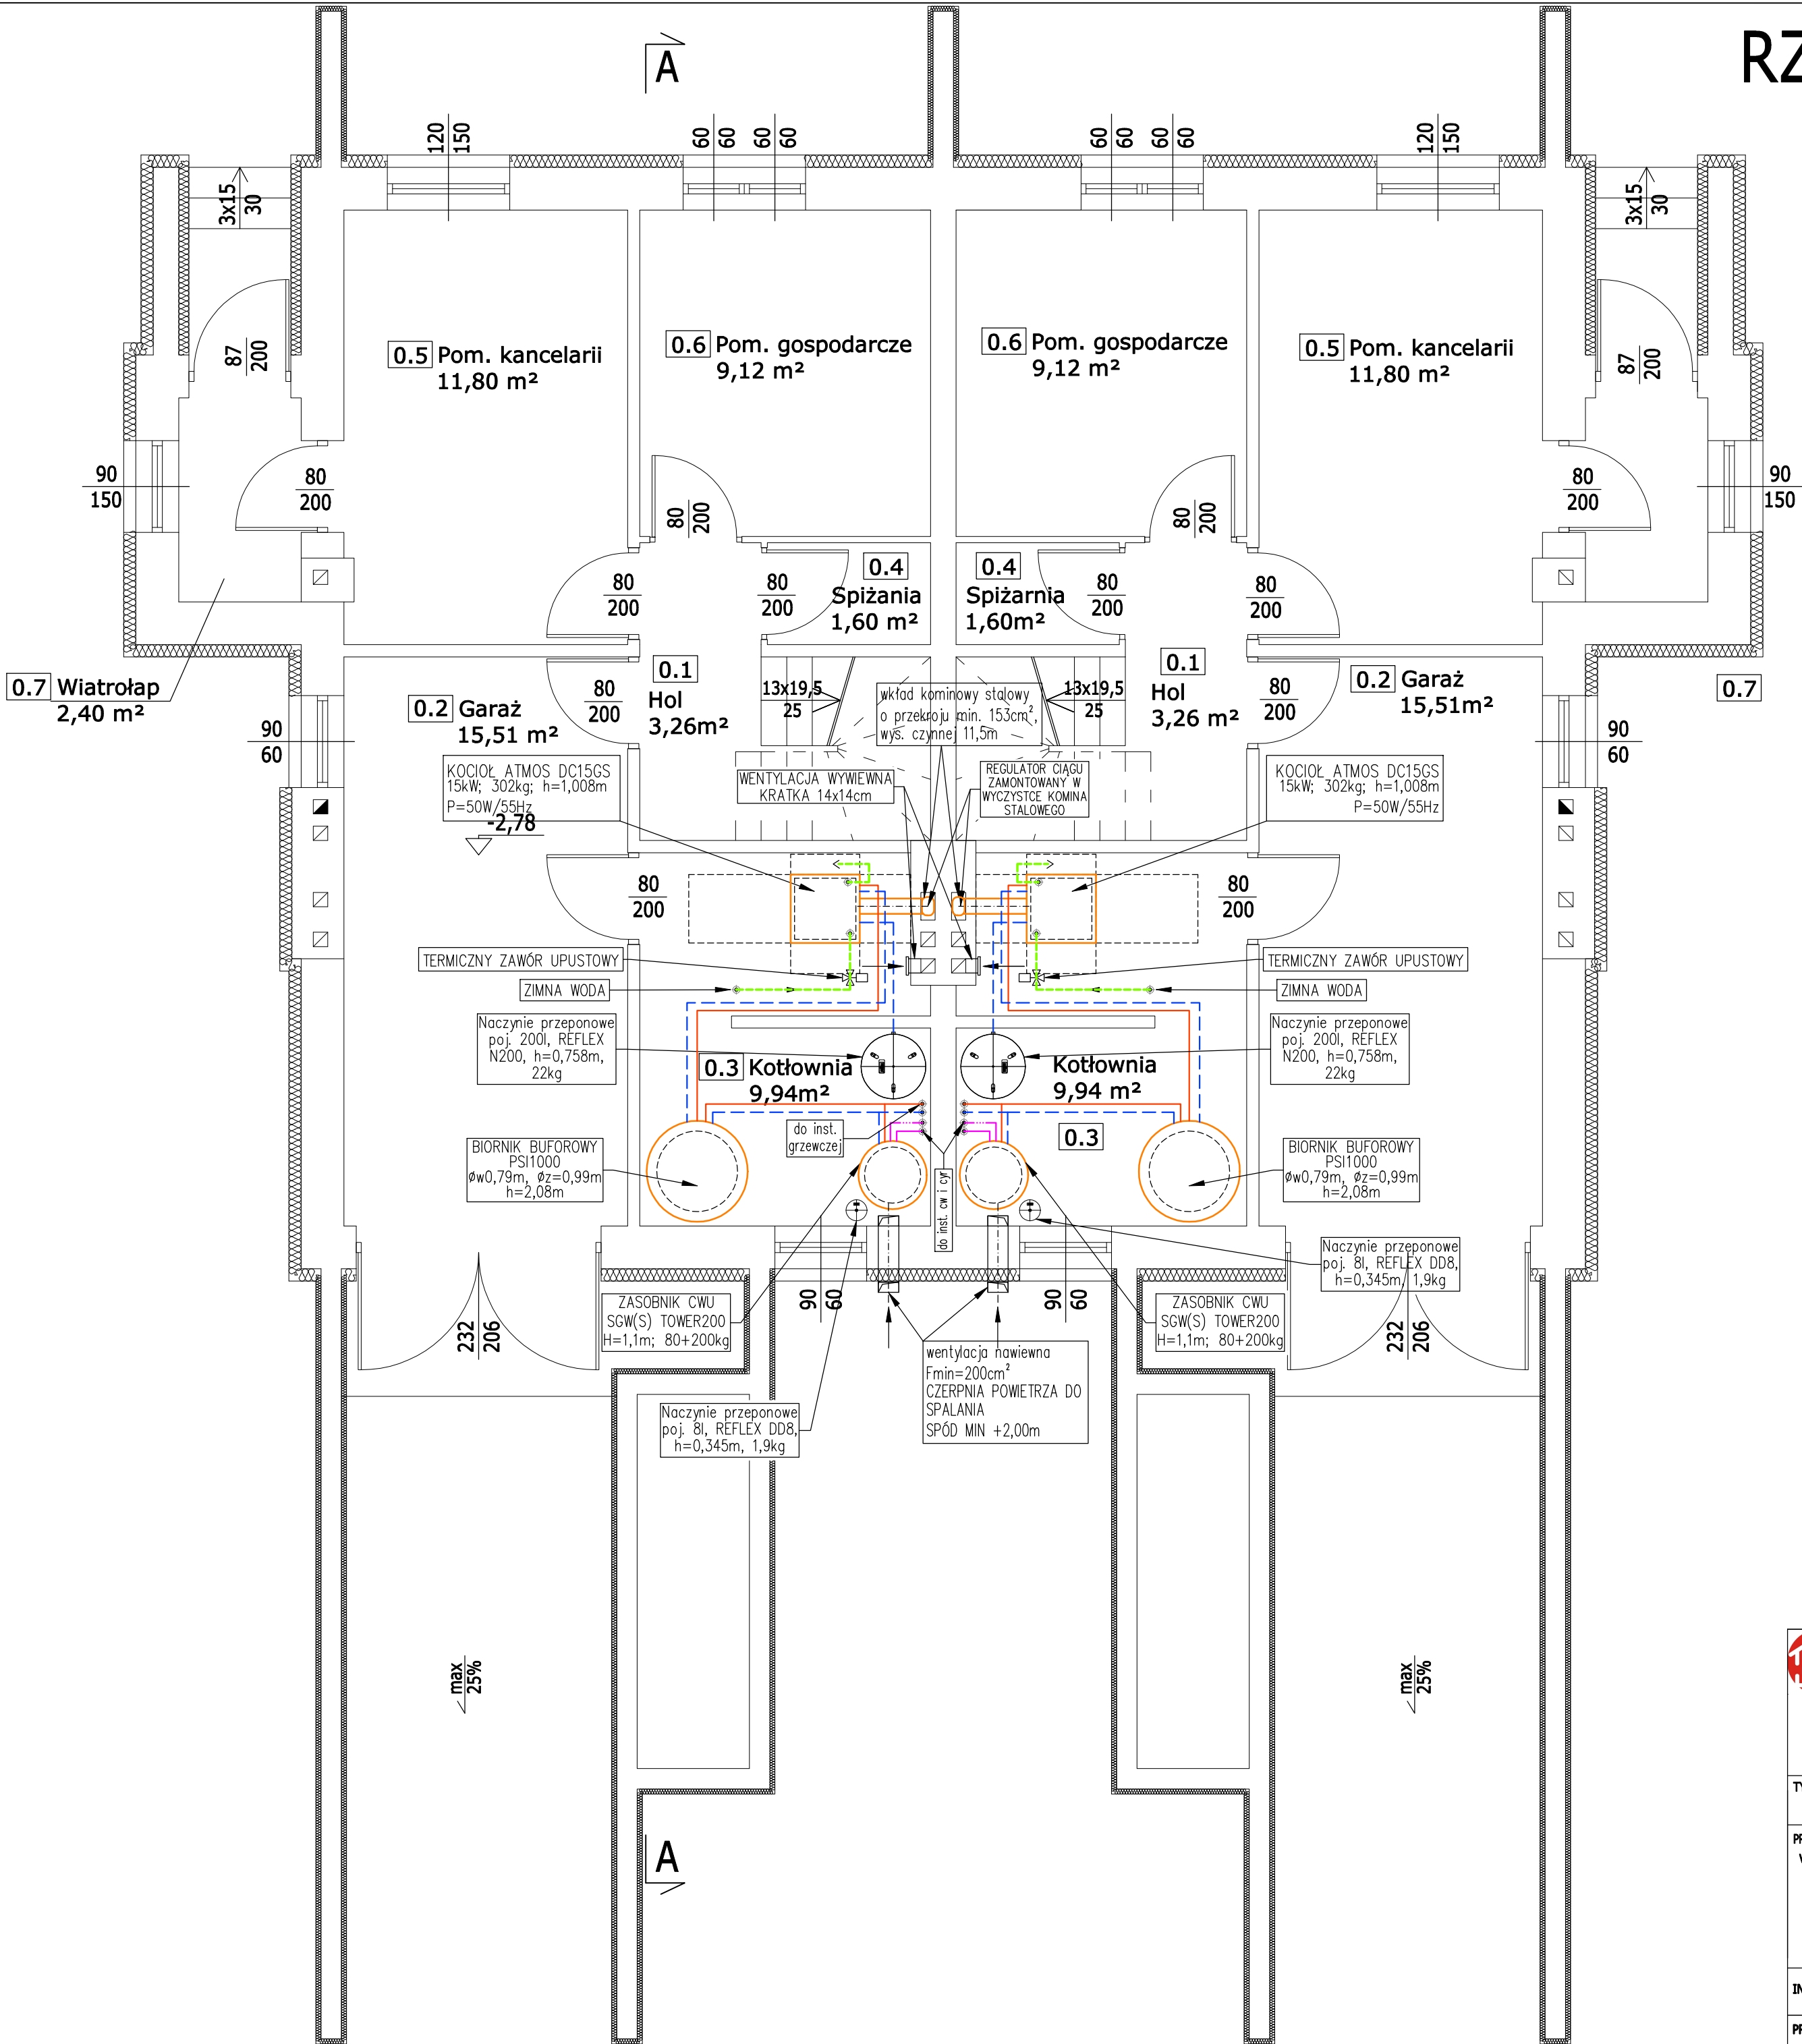 RZ
A
120
150
60
60
60
60
60
60
60
60
120
150
3x15
30
3x15
30
87
200
87
200
0.5 Pom. kancelarii
11,80 m²
0.6 Pom. gospodarcze
9,12 m²
0.6 Pom. gospodarcze
9,12 m²
0.5 Pom. kancelarii
11,80 m²
90
150
80
200
80
200
80
200
80
200
90
150
80
200
80
200
0.4
Spiżania
1,60 m²
0.4
Spiżarnia
1,60m²
80
200
80
200
0.7 Wiatrołap
2,40 m²
0.2 Garaż
15,51 m²
80
200
0.1
Hol
3,26m²
13x19,5
25
wkład kominowy stalowy
o przekroju min. 153cm²,
wys. czynnej 11,5m
13x19,5
25
0.1
Hol
3,26 m²
80
200
0.2 Garaż
15,51m²
0.7
90
60
90
60
KOCIOŁ ATMOS DC15GS
15kW; 302kg; h=1,008m
P=50W/55Hz
-2,78
WENTYLACJA WYWIEWNA
KRATKA 14x14cm
REGULATOR CIĄGU
ZAMONTOWANY W
WYCZYSTCE KOMINA
STALOWEGO
KOCIOŁ ATMOS DC15GS
15kW; 302kg; h=1,008m
P=50W/55Hz
80
200
80
200
TERMICZNY ZAWÓR UPUSTOWY
TERMICZNY ZAWÓR UPUSTOWY
ZIMNA WODA
ZIMNA WODA
Naczynie przeponowe
poj. 200l, REFLEX
N200, h=0,758m,
22kg
0.3 Kotłownia
9,94m²
Kotłownia
9,94 m²
0.3
Naczynie przeponowe
poj. 200l, REFLEX
N200, h=0,758m,
22kg
do inst.
grzewczej
do inst. cw i cyr
BIORNIK BUFOROWY
PSI1000
øw0,79m, øz=0,99m
h=2,08m
BIORNIK BUFOROWY
PSI1000
øw0,79m, øz=0,99m
h=2,08m
Naczynie przeponowe
poj. 8l, REFLEX DD8,
h=0,345m, 1,9kg
232
206
ZASOBNIK CWU
SGW(S) TOWER200
H=1,1m; 80+200kg
90
60
90
60
ZASOBNIK CWU
SGW(S) TOWER200
H=1,1m; 80+200kg
232
206
wentylacja nawiewna
Fmin=200cm²
CZERPNIA POWIETRZA DO
SPALANIA
SPÓD MIN +2,00m
Naczynie przeponowe
poj. 8l, REFLEX DD8,
h=0,345m, 1,9kg
max
25%
max
25%
A
TY
PR
IN
PR